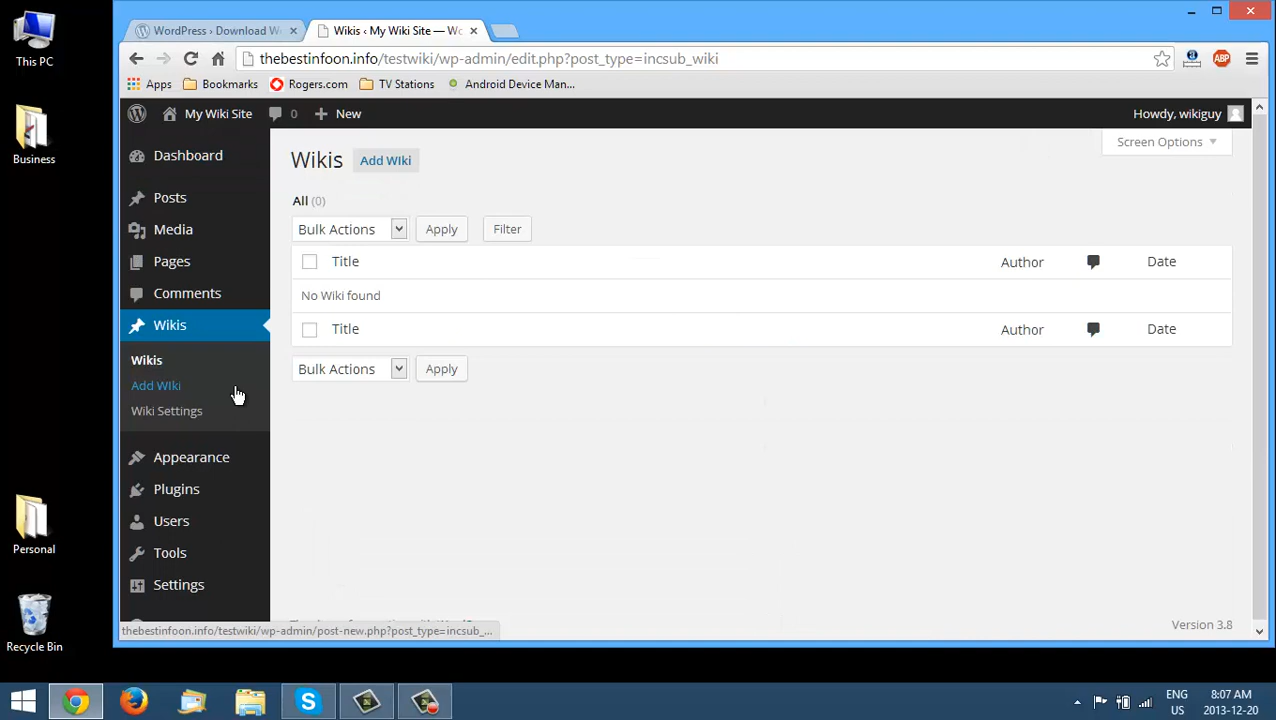 This PC
Business
Personal
Recycle Bin
WordPress › Download W
Wikis ‹ My Wiki Site — Wo
thebestinfoon.info/testwiki/wp-admin/edit.php?post_type=incsub_wiki
ABP
Apps
Bookmarks
Rogers.com
TV Stations
Android Device Man...
My Wiki Site
0
New
Howdy, wikiguy
Dashboard
Posts
Media
Pages
Comments
Wikis
Wikis
Add WIki
Wiki Settings
Appearance
Plugins
Users
Tools
Settings
Screen Options
Wikis
Add WIki
All (0)
Bulk Actions
Apply
Filter
Title
Author
Date
No Wiki found
Title
Author
Date
Bulk Actions
Apply
thebestinfoon.info/testwiki/wp-admin/post-new.php?post_type=incsub_...
Version 3.8
ENG
US
8:07 AM
2013-12-20